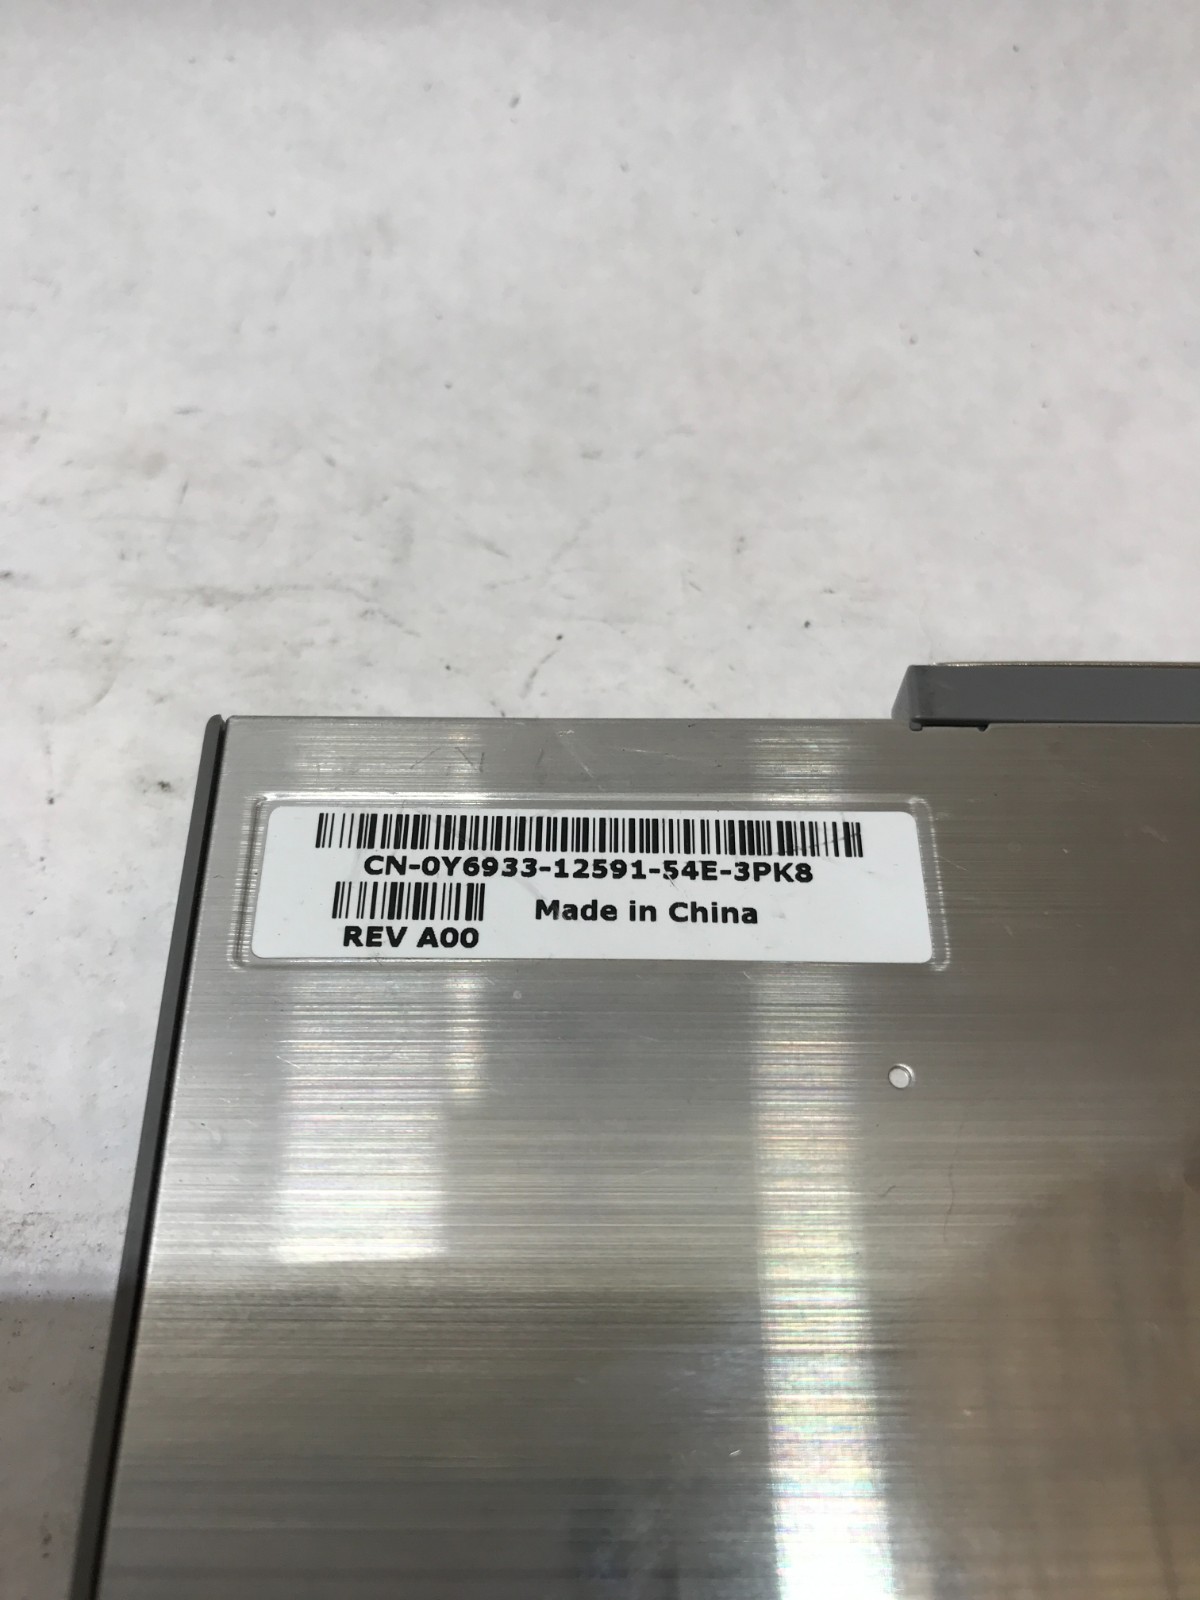 CN-0Y6933-12591-54E-3PK8
Made in China
REV A00